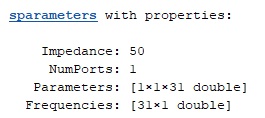 sparameters with properties:
Impedance: 50
NumPorts: 1
Parameters: [1×1×31 double]
Frequencies: [31×1 double]